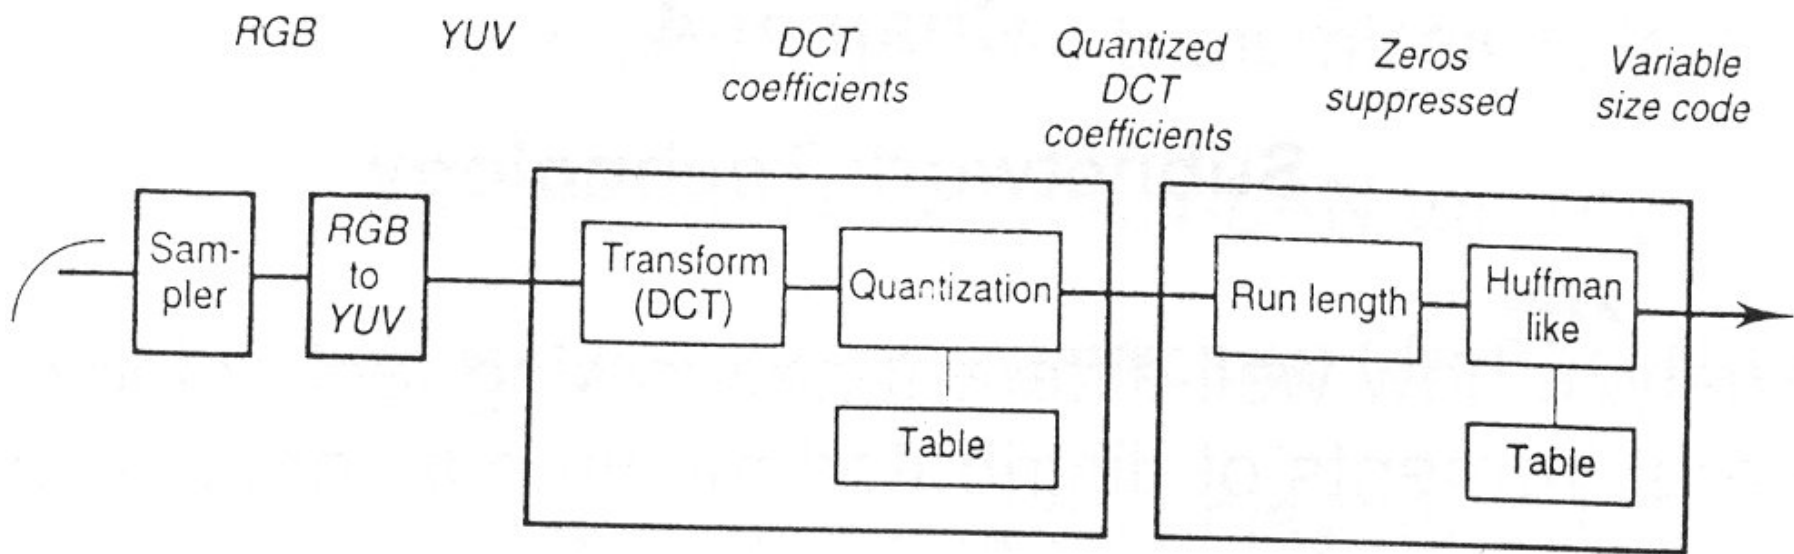 RGB
YUV
DCT
coefficients
Quantized
DCT
coefficients
Zeros
suppressed
Variable
size code
Sam-
pler
RGB
to
YUV
Transform
(DCT)
Quantization
Table
Run length
Huffman
like
Table